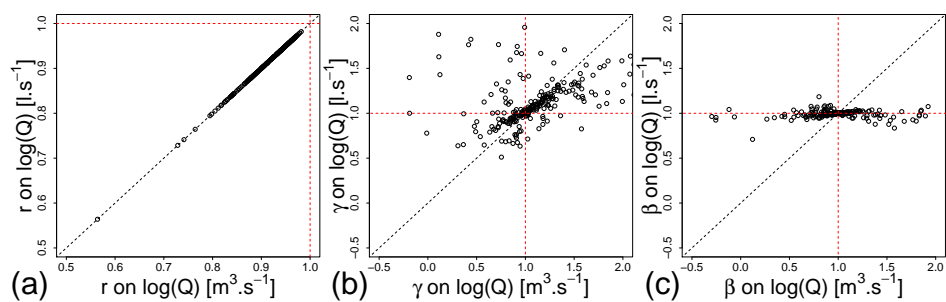 r on log(Q) [l.s⁻¹]
0.5 0.6 0.7 0.8 0.9 1.0
0.5 0.6 0.7 0.8 0.9 1.0
(a) r on log(Q) [m³.s⁻¹]
γ on log(Q) [l.s⁻¹]
−0.5 0.0 0.5 1.0 1.5 2.0
−0.5 0.0 0.5 1.0 1.5 2.0
(b) γ on log(Q) [m³.s⁻¹]
β on log(Q) [l.s⁻¹]
−0.5 0.0 0.5 1.0 1.5 2.0
−0.5 0.0 0.5 1.0 1.5 2.0
(c) β on log(Q) [m³.s⁻¹]